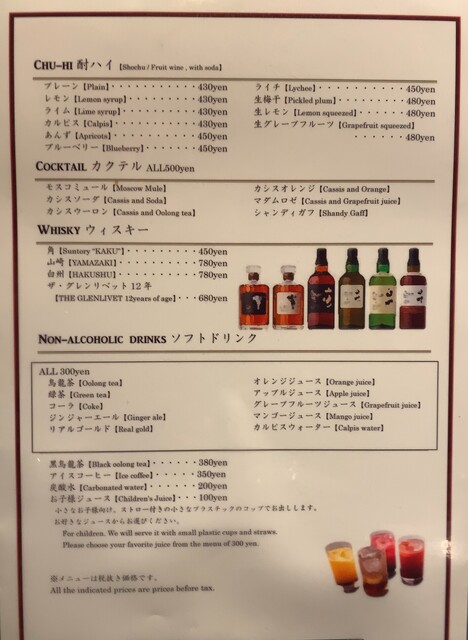 CHU-HI 酎ハイ【Shochu / Fruit wine , with soda】
プレーン【Plain】・・・・・・・・・・430yen
レモン【Lemon syrup】・・・・・・・・430yen
ライム【Lime syrup】・・・・・・・・・430yen
カルピス【Calpis】・・・・・・・・・・430yen
あんず【Apricots】・・・・・・・・・・450yen
ブルーベリー【Blueberry】・・・・・・450yen
ライチ【Lychee】・・・・・・・・・・450yen
生梅干【Pickled plum】・・・・・・・480yen
生レモン【Lemon squeezed】・・・・・480yen
生グレープフルーツ【Grapefruit squeezed】
・・・・・・・・480yen
COCKTAIL カクテル ALL500yen
モスコミュール【Moscow Mule】
カシスソーダ【Cassis and Soda】
カシスウーロン【Cassis and Oolong tea】
カシスオレンジ【Cassis and Orange】
マダムロゼ【Cassis and Grapefruit juice】
シャンディガフ【Shandy Gaff】
WHISKY ウィスキー
角【Suntory "KAKU"】・・・・・・・・450yen
山崎【YAMAZAKI】・・・・・・・・・780yen
白州【HAKUSHU】・・・・・・・・・・780yen
ザ・グレンリベット 12 年
【THE GLENLIVET 12years of age】・・・680yen
NON-ALCOHOLIC DRINKS ソフトドリンク
ALL 300yen
烏龍茶【Oolong tea】
緑茶【Green tea】
コーラ【Coke】
ジンジャーエール【Ginger ale】
リアルゴールド【Real gold】
オレンジジュース【Orange juice】
アップルジュース【Apple juice】
グレープフルーツジュース【Grapefruit juice】
マンゴージュース【Mango juice】
カルピスウォーター【Calpis water】
黒烏龍茶【Black oolong tea】・・・・・・380yen
アイスコーヒー【Ice coffee】・・・・・・350yen
炭酸水【Carbonated water】・・・・・・・200yen
お子様ジュース【Children's Juice】・・・100yen
小さなお子様向け。ストロー付きの小さなプラスチックのコップでお出しします。
お好きなジュースからお選びください。
For children. We will serve it with small plastic cups and straws.
Please choose your favorite juice from the menu of 300 yen.
※メニューは税抜き価格です。
All the indicated prices are prices before tax.